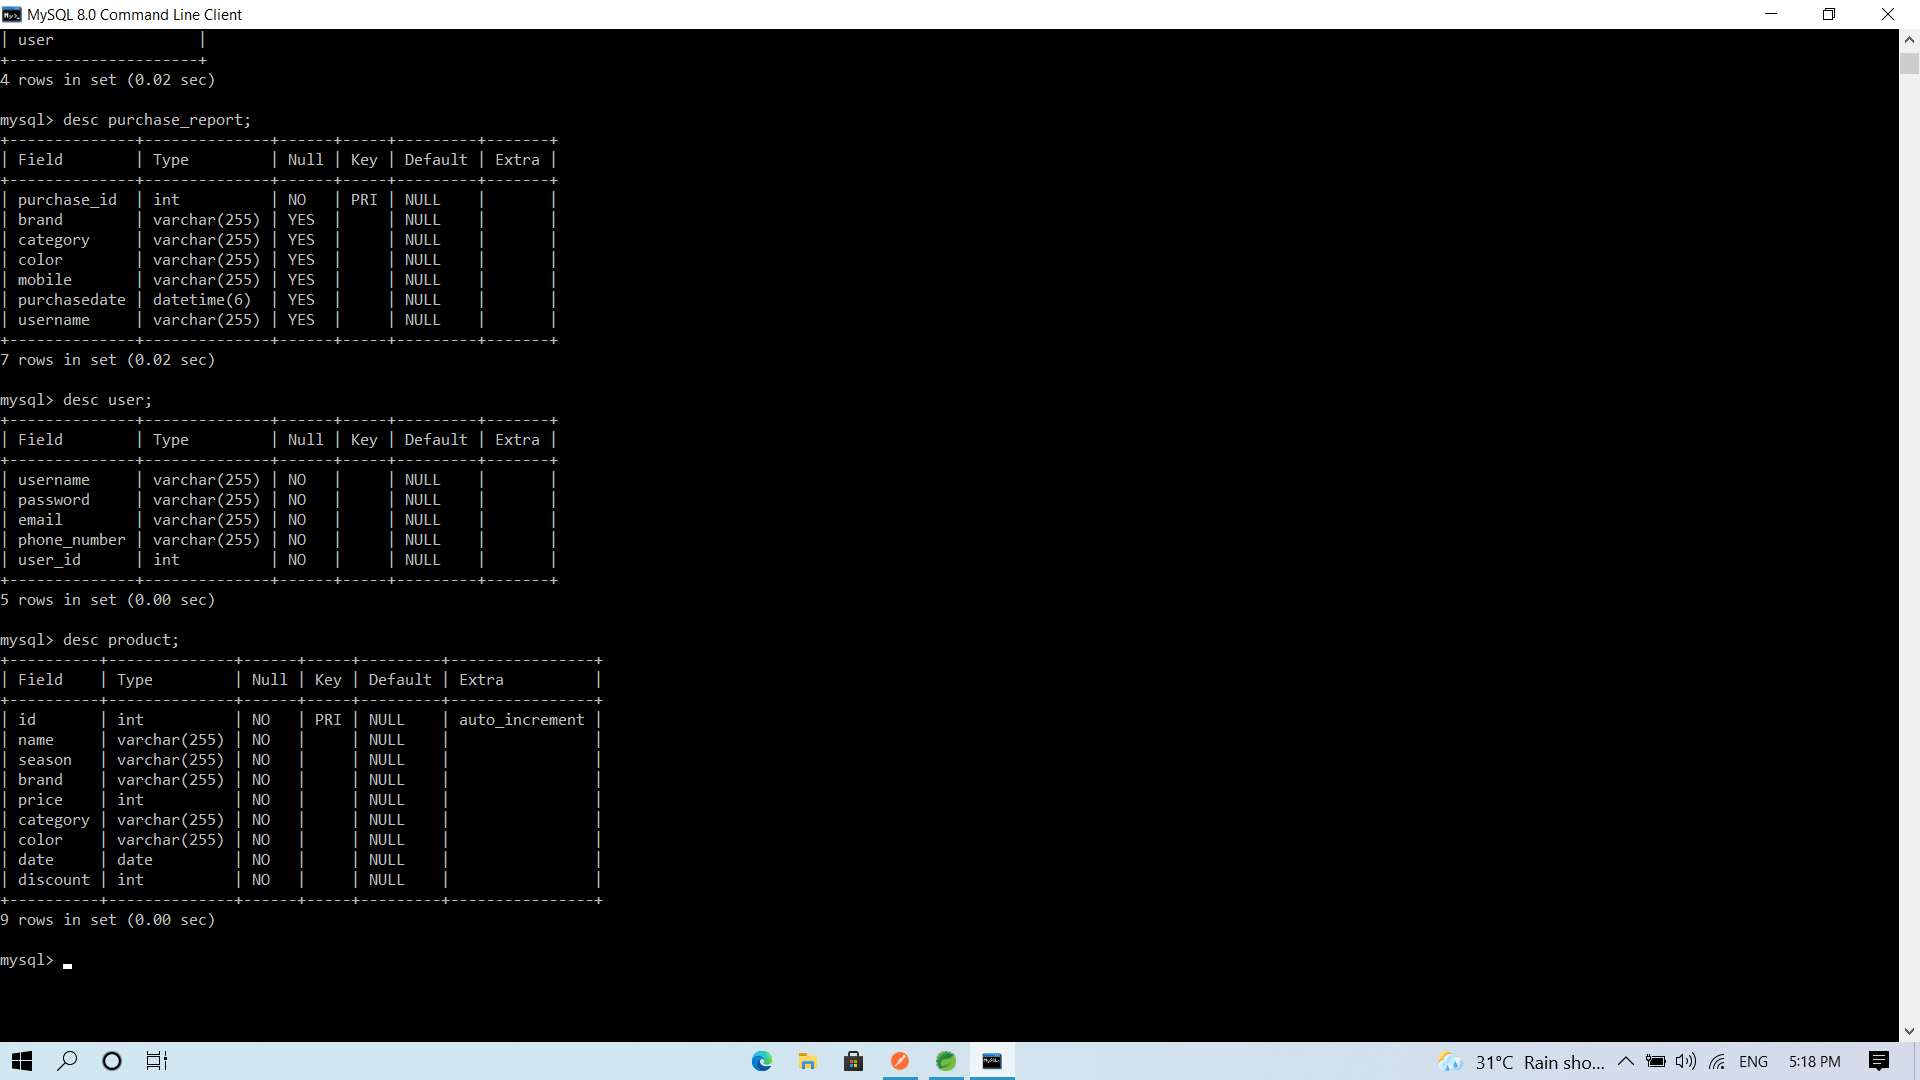 MySQL 8.0 Command Line Client
| user                |
+---------------------+
4 rows in set (0.02 sec)
mysql> desc purchase_report;
+--------------+--------------+------+-----+---------+-------+
| Field        | Type         | Null | Key | Default | Extra |
+--------------+--------------+------+-----+---------+-------+
| purchase_id  | int          | NO   | PRI | NULL    |       |
| brand        | varchar(255) | YES  |     | NULL    |       |
| category     | varchar(255) | YES  |     | NULL    |       |
| color        | varchar(255) | YES  |     | NULL    |       |
| mobile       | varchar(255) | YES  |     | NULL    |       |
| purchasedate | datetime(6)  | YES  |     | NULL    |       |
| username     | varchar(255) | YES  |     | NULL    |       |
+--------------+--------------+------+-----+---------+-------+
7 rows in set (0.02 sec)
mysql> desc user;
+--------------+--------------+------+-----+---------+-------+
| Field        | Type         | Null | Key | Default | Extra |
+--------------+--------------+------+-----+---------+-------+
| username     | varchar(255) | NO   |     | NULL    |       |
| password     | varchar(255) | NO   |     | NULL    |       |
| email        | varchar(255) | NO   |     | NULL    |       |
| phone_number | varchar(255) | NO   |     | NULL    |       |
| user_id      | int          | NO   |     | NULL    |       |
+--------------+--------------+------+-----+---------+-------+
5 rows in set (0.00 sec)
mysql> desc product;
+----------+--------------+------+-----+---------+----------------+
| Field    | Type         | Null | Key | Default | Extra          |
+----------+--------------+------+-----+---------+----------------+
| id       | int          | NO   | PRI | NULL    | auto_increment |
| name     | varchar(255) | NO   |     | NULL    |                |
| season   | varchar(255) | NO   |     | NULL    |                |
| brand    | varchar(255) | NO   |     | NULL    |                |
| price    | int          | NO   |     | NULL    |                |
| category | varchar(255) | NO   |     | NULL    |                |
| color    | varchar(255) | NO   |     | NULL    |                |
| date     | date         | NO   |     | NULL    |                |
| discount | int          | NO   |     | NULL    |                |
+----------+--------------+------+-----+---------+----------------+
9 rows in set (0.00 sec)
mysql> _
31°C Rain sho... ENG 5:18 PM